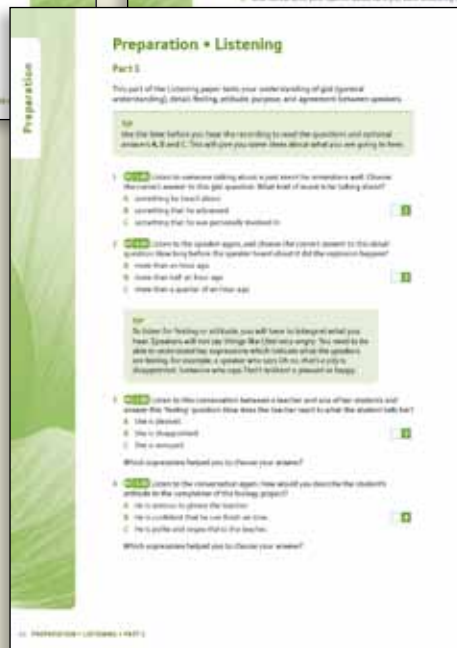 Preparation
Preparation • Listening
Part 1
This part of the Listening paper tests your understanding of gist (general
understanding), detail, feeling, attitude, purpose, and agreement between speakers.
TIP
Use the time before you hear the recording to read the questions and optional
answers A, B and C. This will give you some ideas about what you are going to hear.
1 Listen to someone talking about a past event he remembers well. Choose
the correct answer to this gist question. What kind of event is he talking about?
A something he heard about
B something that he witnessed
C something that he was personally involved in
2 Listen to the speaker again, and choose the correct answer to this detail
question. How long before the speaker heard about it did the explosion happen?
A more than an hour ago
B more than half an hour ago
C more than a quarter of an hour ago
TIP
To listen for feeling or attitude, you will have to interpret what you
hear. Speakers will not say things like I feel very angry. You need to be
able to understand key expressions which indicate what the speakers
are feeling. For example, a speaker who says Oh no, that's a pity is
disappointed. Someone who says That's brilliant is pleased or happy.
3 Listen to this conversation between a teacher and one of her students and
answer this 'feeling' question. How does the teacher react to what the student tells her?
A She is pleased.
B She is disappointed.
C She is annoyed.
Which expressions helped you to choose your answer?
4 Listen to the conversation again. How would you describe the student's
attitude to the completion of the biology project?
A He is anxious to please the teacher.
B He is confident that he can finish on time.
C He is polite and respectful to the teacher.
Which expressions helped you to choose your answer?
PREPARATION • LISTENING • PART 1